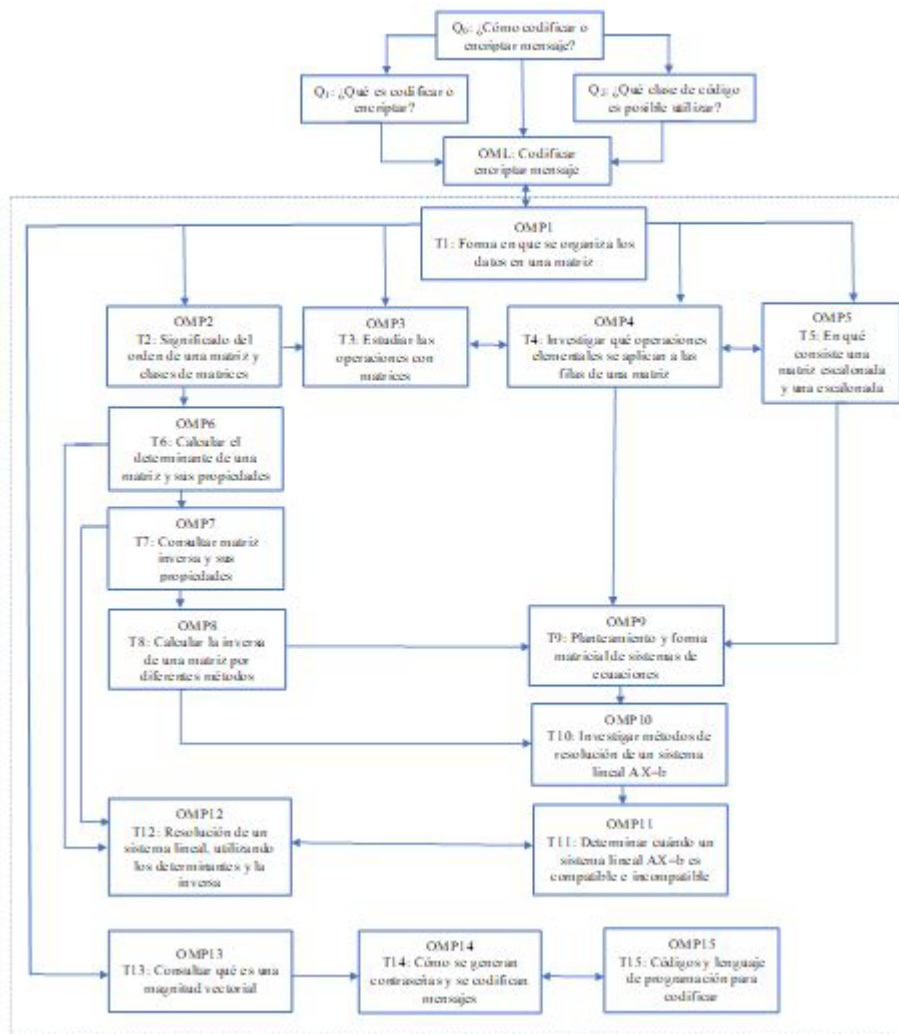 Q0: ¿Cómo codificar o
encriptar mensaje?
Q1: ¿Qué es codificar o
encriptar?
Q2: ¿Qué clase de código
es posible utilizar?
OML: Codificar
encriptar mensaje
OMP1
T1: Forma en que se organiza los
datos en una matriz
OMP2
T2: Significado del
orden de una matriz y
clases de matrices
OMP3
T3: Estudiar las
operaciones con
matrices
OMP4
T4: Investigar qué operaciones
elementales se aplicar a las
filas de una matriz
OMP5
T5: En qué
consiste una
matriz escalonada
y una escalonada
OMP6
T6: Calcular el
determinante de una
matriz y sus propiedades
OMP7
T7: Consultar matriz
inversa y sus
propiedades
OMP8
T8: Calcular la inversa
de una matriz por
diferentes métodos
OMP9
T9: Planteamiento y forma
matricial de sistemas de
ecuaciones
OMP10
T10: Investigar métodos de
resolución de un sistema
lineal AX=b
OMP12
T12: Resolución de un
sistema lineal, utilizando
los determinantes y la
inversa
OMP11
T11: Determinar cuándo un
sistema lineal AX=b es
compatible e incompatible
OMP13
T13: Consultar qué es una
magnitud vectorial
OMP14
T14: Cómo se generan
contraseñas y se codifican
mensajes
OMP15
T15: Códigos y lenguaje
de programación para
codificar